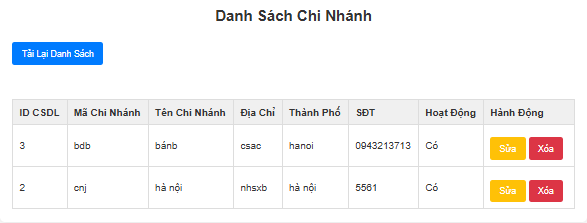 Danh Sách Chi Nhánh
Tải Lại Danh Sách
ID CSDL Mã Chi Nhánh Tên Chi Nhánh Địa Chỉ Thành Phố SĐT Hoạt Động Hành Động
3 bdb bánb csac hanoi 0943213713 Có Sửa Xóa
2 cnj hà nội nhsxb hà nội 5561 Có Sửa Xóa